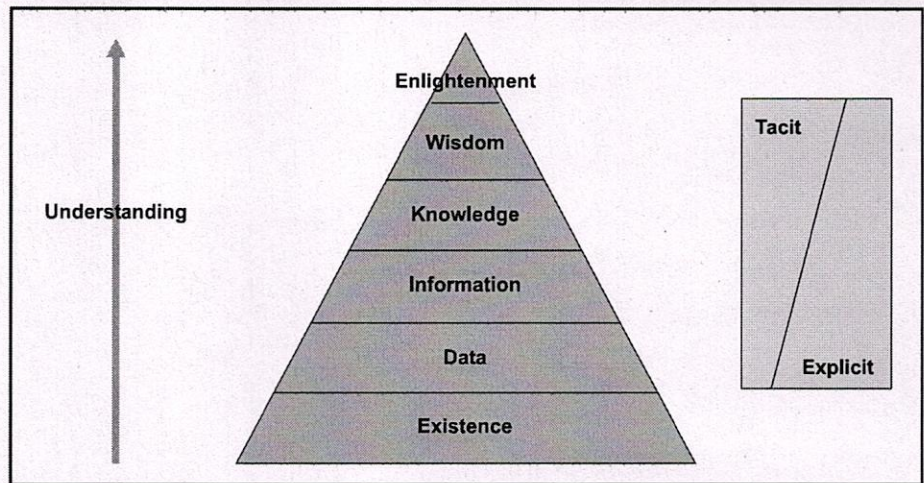 Enlightenment
Wisdom
Knowledge
Information
Data
Existence
Understanding
Tacit
Explicit